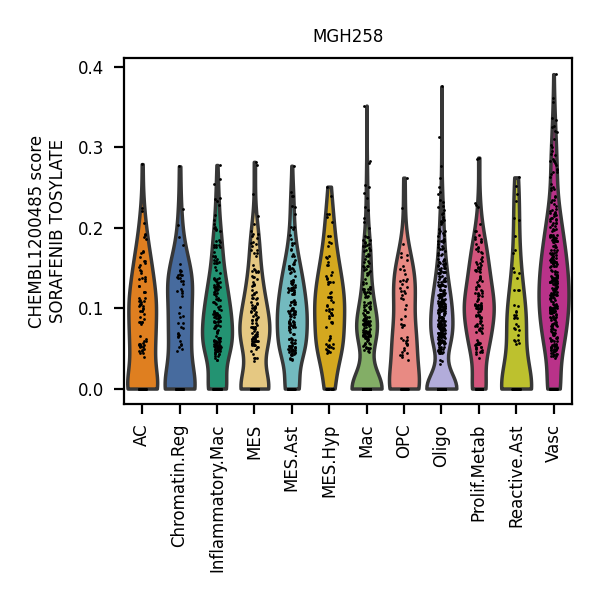 MGH258
CHEMBL1200485 score
SORAFENIB TOSYLATE
0.4
0.3
0.2
0.1
0.0
AC
Chromatin.Reg
Inflammatory.Mac
MES
MES.Ast
MES.Hyp
Mac
OPC
Oligo
Prolif.Metab
Reactive.Ast
Vasc